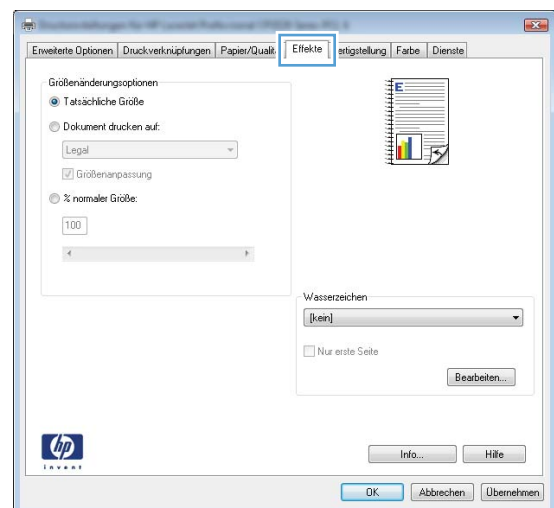 Erweiterte Optionen
Druckverknüpfungen
Papier/Qualit
Effekte
ertigstellung
Farbe
Dienste
Größenänderungsoptionen
Tatsächliche Größe
Dokument drucken auf:
Legal
Größenanpassung
% normaler Größe:
100
E
Wasserzeichen
[kein]
Nur erste Seite
Bearbeiten...
hp
invent
Info...
Hilfe
OK
Abbrechen
Übernehmen